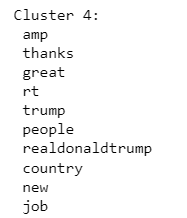 Cluster 4:
amp
thanks
great
rt
trump
people
realdonaldtrump
country
new
job